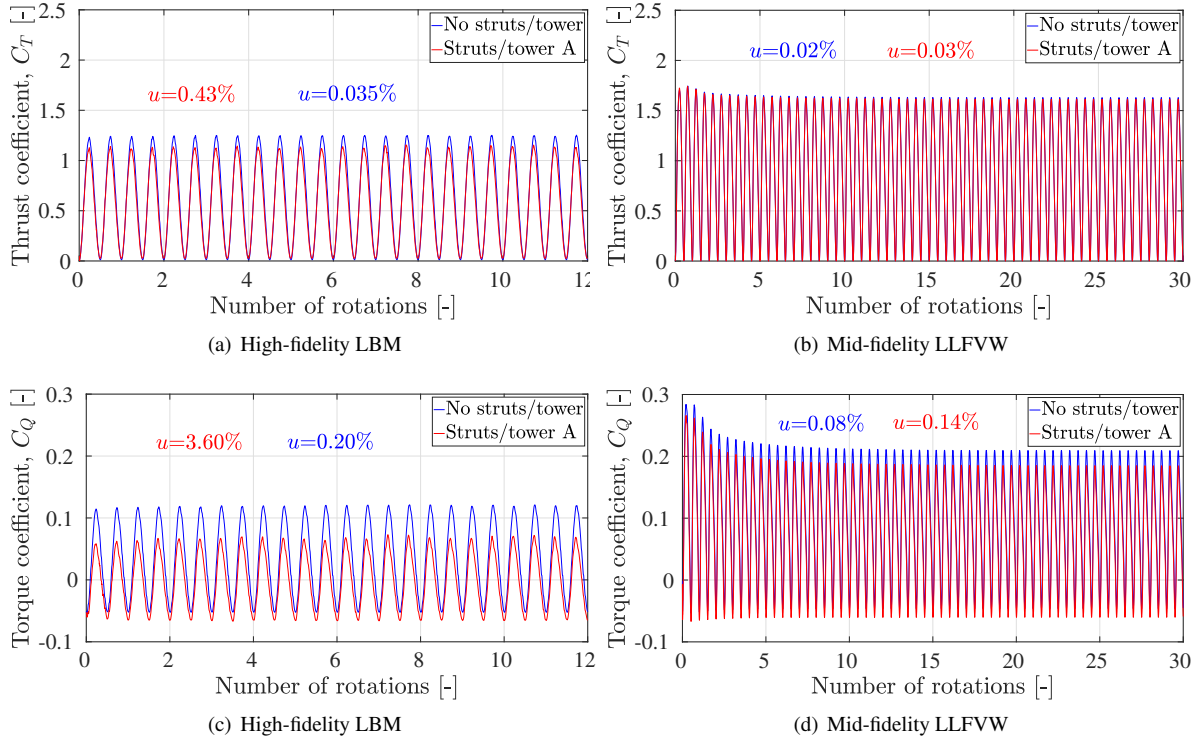 Thrust coefficient, C_T [-]
2.5
2
1.5
1
0.5
0
No struts/tower
Struts/tower A
u=0.43%
u=0.035%
0 2 4 6 8 10 12
Number of rotations [-]
(a) High-fidelity LBM
Thrust coefficient, C_T [-]
2.5
2
1.5
1
0.5
0
No struts/tower
Struts/tower A
u=0.02%
u=0.03%
0 5 10 15 20 25 30
Number of rotations [-]
(b) Mid-fidelity LLFVW
Torque coefficient, C_Q [-]
0.3
0.2
0.1
0
-0.1
No struts/tower
Struts/tower A
u=3.60%
u=0.20%
0 2 4 6 8 10 12
Number of rotations [-]
(c) High-fidelity LBM
Torque coefficient, C_Q [-]
0.3
0.2
0.1
0
-0.1
No struts/tower
Struts/tower A
u=0.08%
u=0.14%
0 5 10 15 20 25 30
Number of rotations [-]
(d) Mid-fidelity LLFVW